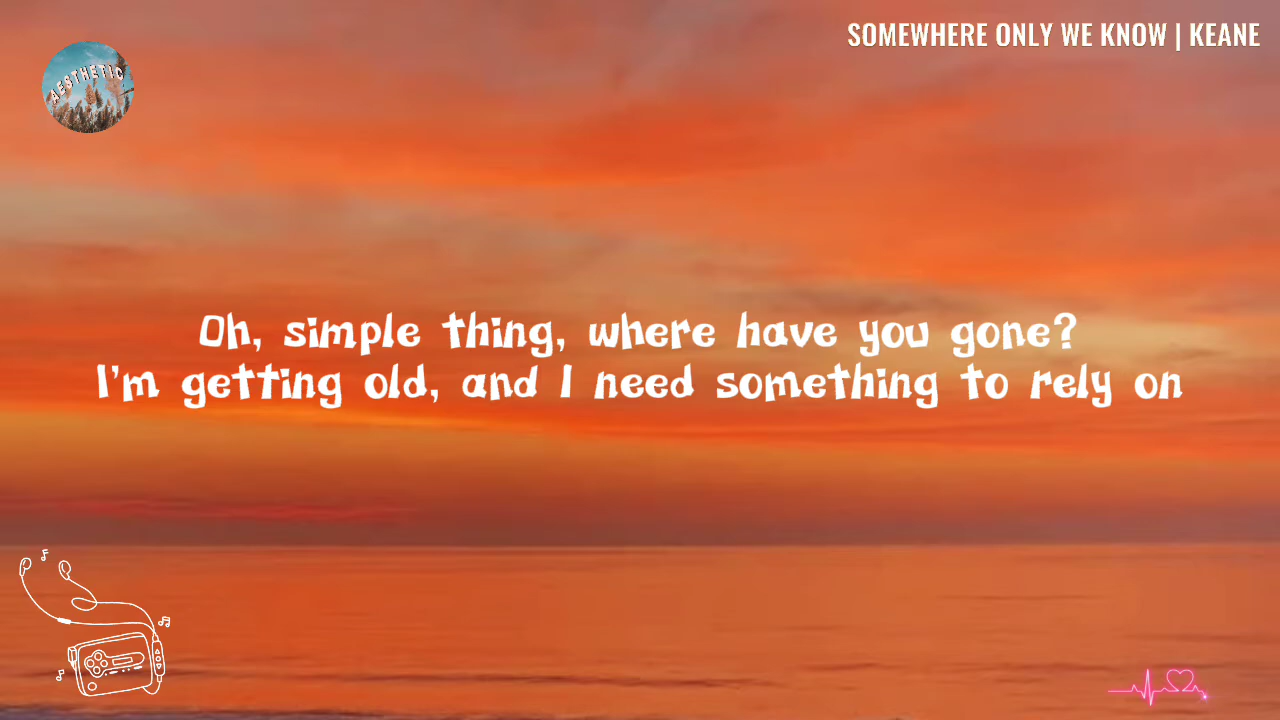 SOMEWHERE ONLY WE KNOW | KEANE
AESTHETIC
Oh, simple thing, where have you gone?
I'm getting old, and I need something to rely on